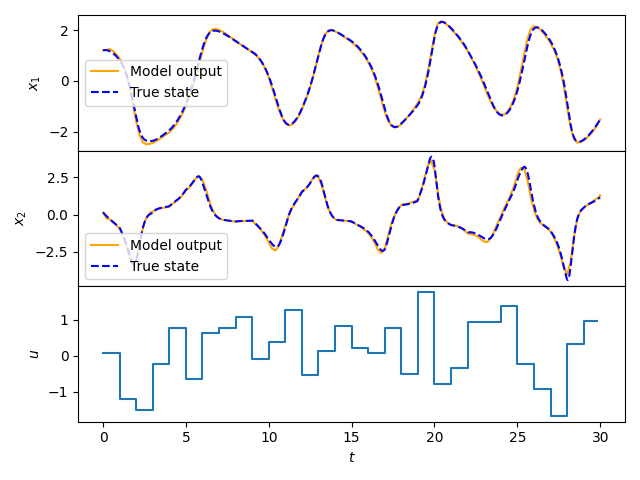 2
0
−2
x₁
Model output
True state
2.5
0.0
−2.5
x₂
Model output
True state
1
0
−1
u
0 5 10 15 20 25 30
t